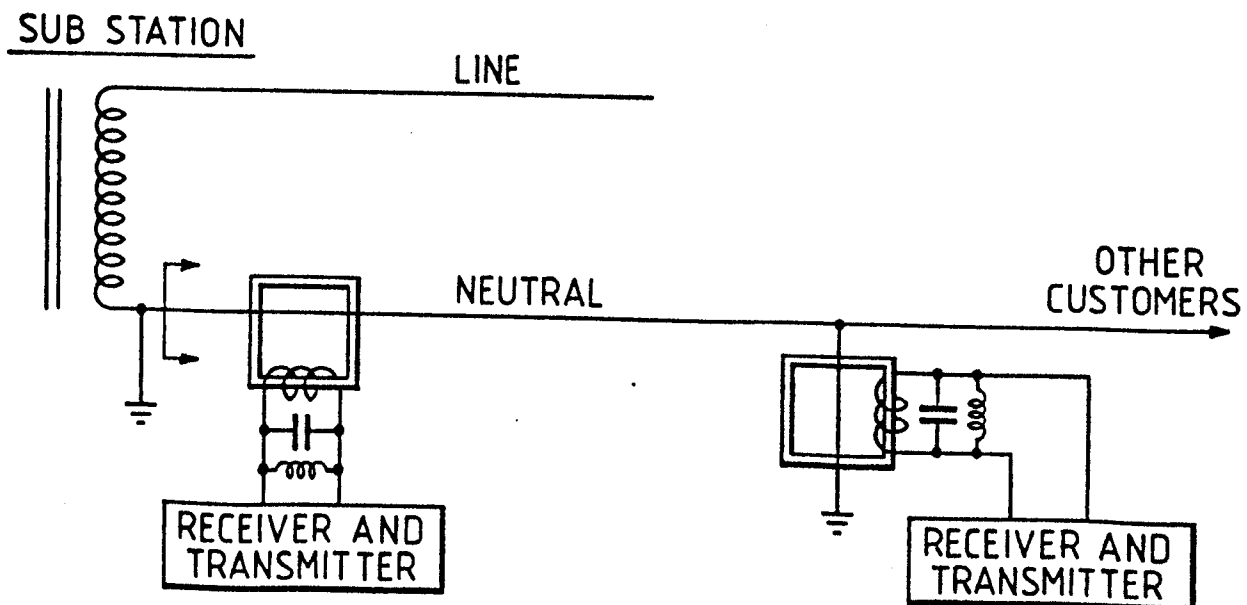 SUB STATION
LINE
NEUTRAL
OTHER
CUSTOMERS
RECEIVER AND
TRANSMITTER
RECEIVER AND
TRANSMITTER